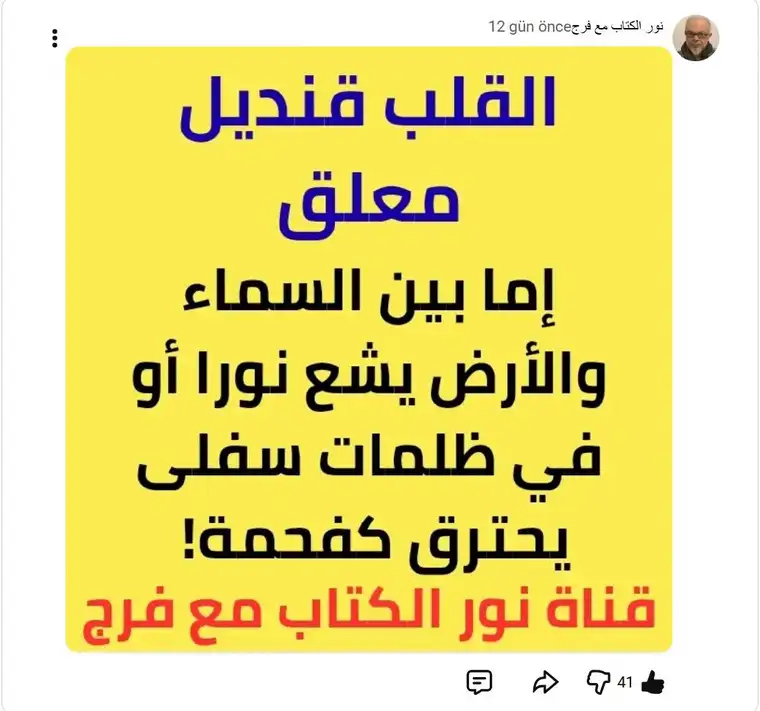 نور الكتاب مع فرج 12 gün önce
القلب قنديل
معلق
إما بين السماء
والأرض يشع نورا أو
في ظلمات سفلى
يحترق كفحمة!
قناة نور الكتاب مع فرج
41